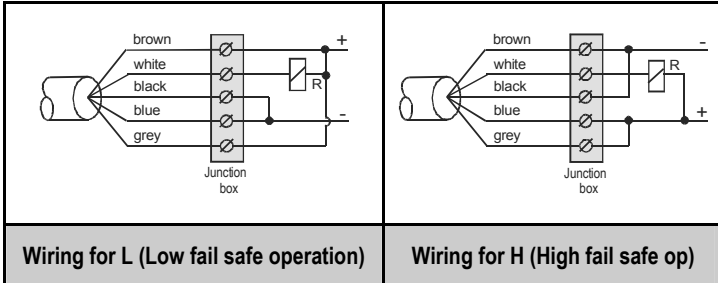 brown
white
black
blue
grey
+
R
-
Junction
box
Wiring for L (Low fail safe operation)
brown
white
black
blue
grey
-
R
+
Junction
box
Wiring for H (High fail safe op)